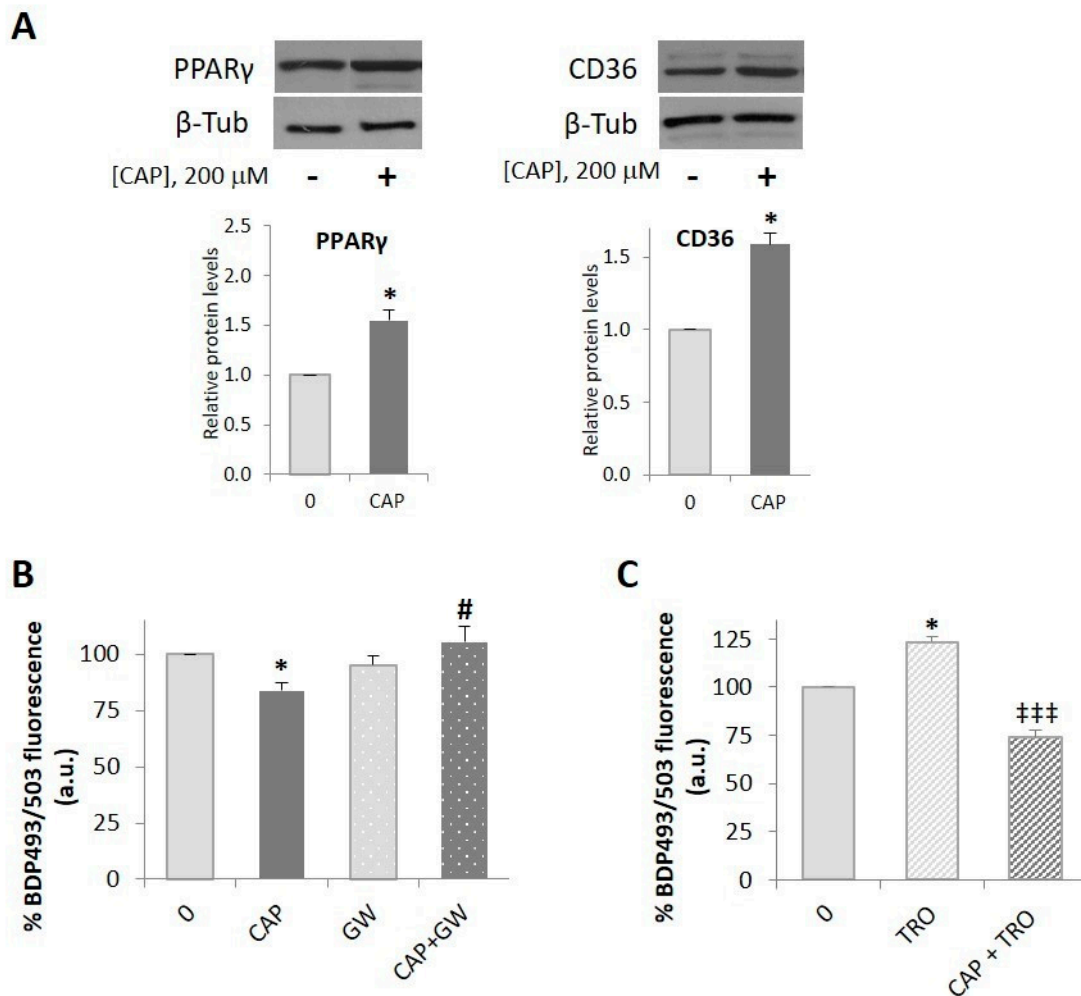 A
PPARγ
β-Tub
[CAP], 200 μM
- +
PPARγ
Relative protein levels
2.5
2.0
1.5
1.0
0.5
0.0
*
0 CAP
CD36
β-Tub
[CAP], 200 μM
- +
CD36
Relative protein levels
1.5
1.0
0.5
0.0
*
0 CAP
B
% BDP493/503 fluorescence
(a.u.)
100
75
50
25
0
*
#
0 CAP GW CAP+GW
C
% BDP493/503 fluorescence
(a.u.)
125
100
75
50
25
0
*
‡‡‡
0 TRO CAP + TRO